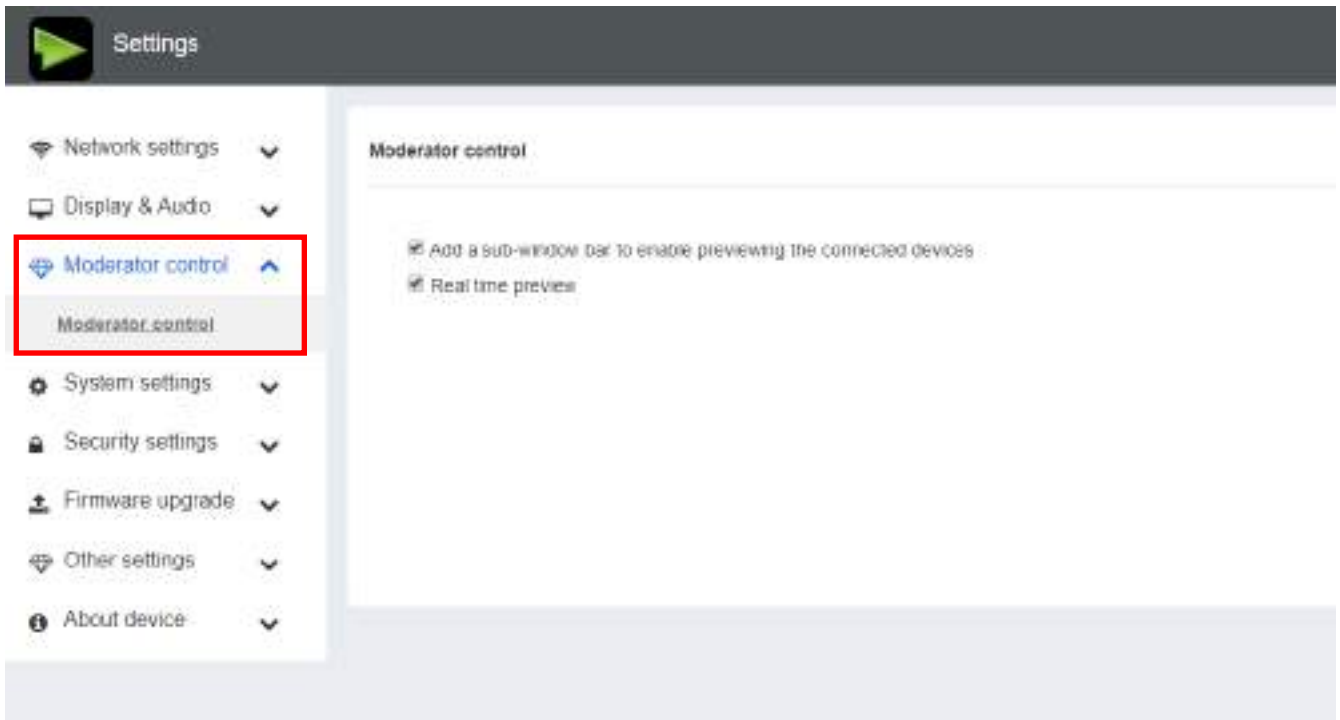 Settings
Network settings
Display & Audio
Moderator control
Moderator control
System settings
Security settings
Firmware upgrade
Other settings
About device
Moderator control
Add a sub-window bar to enable previewing the connected devices
Real time preview